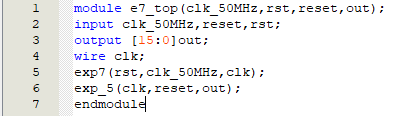 1 module e7_top(clk_50MHz,rst,reset,out);
2 input clk_50MHz,reset,rst;
3 output [15:0]out;
4 wire clk;
5 exp7(rst,clk_50MHz,clk);
6 exp_5(clk,reset,out);
7 endmodule